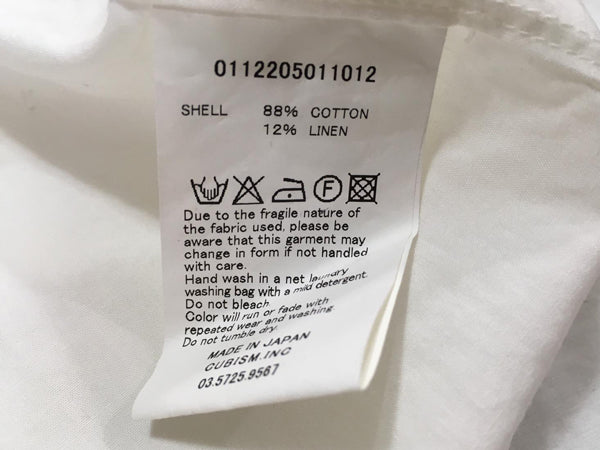 0112205011012
SHELL 88% COTTON
12% LINEN
F
Due to the fragile nature of
the fabric used, please be
aware that this garment may
change in form if not handled
with care.
Hand wash in a net laundry
washing bag with a mild detergent.
Do not bleach.
Color will run or fade with
repeated wear and washing.
Do not tumble dry.
MADE IN JAPAN
CUBISM.INC
03.5725.9567